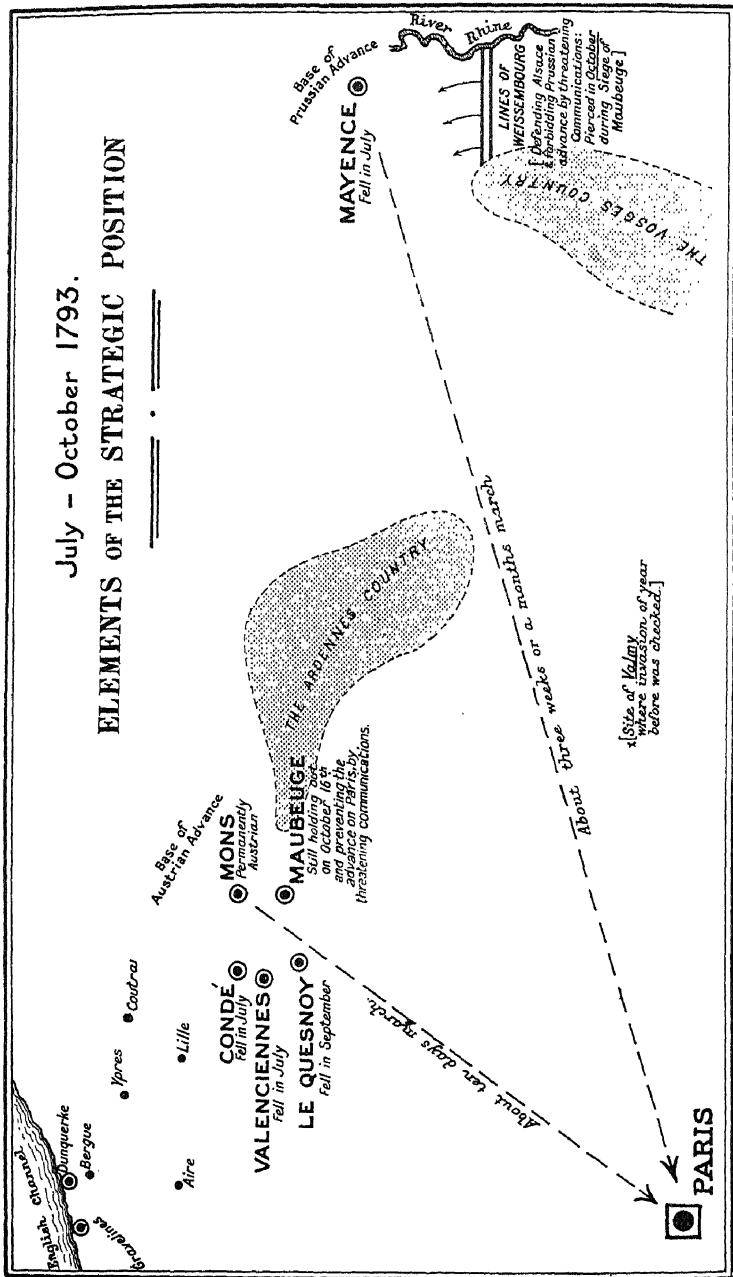 July – October 1793.
ELEMENTS OF THE STRATEGIC POSITION
English Channel
Gravelines
Dunquerke
Bergue
Ypres
Coutrai
Aire
Lille
Base of
Austrian Advance
MONS
Permanently
Austrian
CONDÉ
Fell in July
VALENCIENNES
Fell in July
LE QUESNOY
Fell in September
MAUBEUGE
Still holding out
on October 16th
and preventing the
advance on Paris, by
threatening communications.
THE ARDENNES COUNTRY
Base of
Prussian Advance
MAYENCE
Fell in July
River Rhine
LINES OF
WEISSEMBOURG
[Defending Alsace
& forbidding Prussian
advance by threatening
Communications:
Pierced in October
during Siege of
Maubeuge]
THE VOSGES COUNTRY
About ten days march.
About three weeks or a months march
x[Site of Valmy
where invasion of year
before was checked.]
PARIS